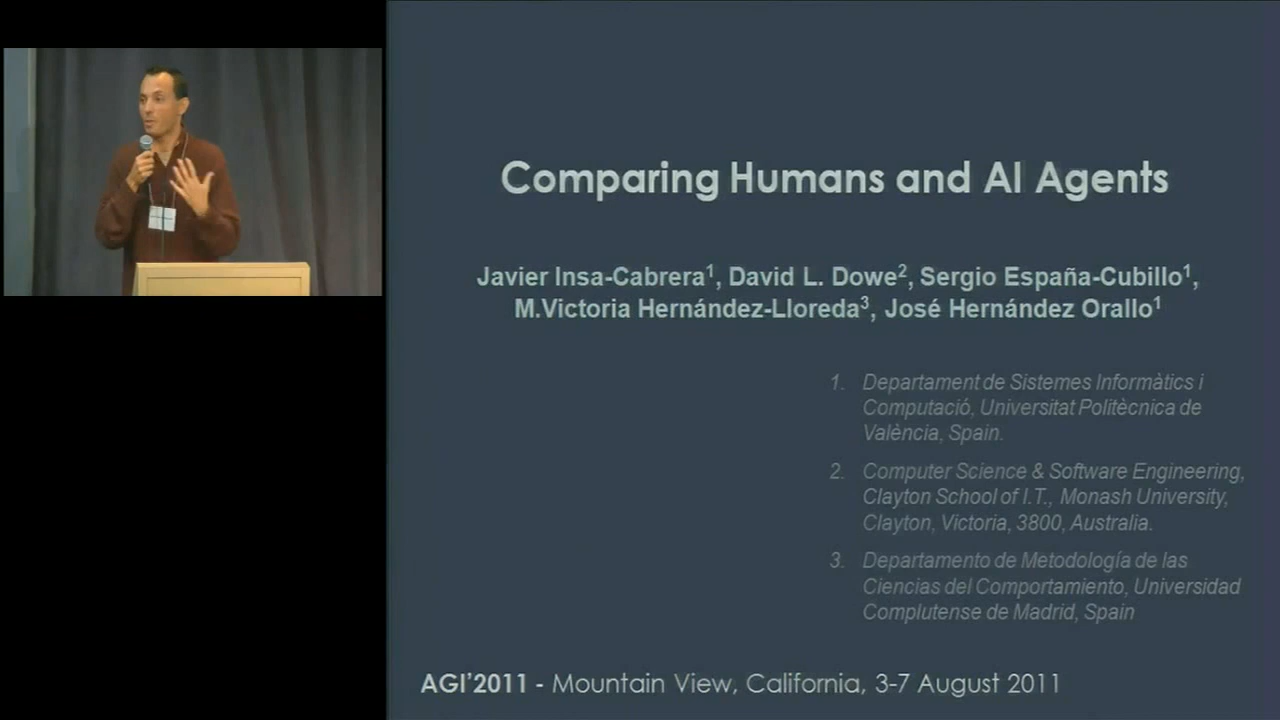 Comparing Humans and AI Agents
Javier Insa-Cabrera1, David L. Dowe2, Sergio España-Cubillo1,
M.Victoria Hernández-Lloreda3, José Hernández Orallo1
1. Departament de Sistemes Informàtics i
Computació, Universitat Politècnica de
València, Spain.
2. Computer Science & Software Engineering,
Clayton School of I.T., Monash University,
Clayton, Victoria, 3800, Australia.
3. Departamento de Metodología de las
Ciencias del Comportamiento, Universidad
Complutense de Madrid, Spain
AGI'2011 - Mountain View, California, 3-7 August 2011